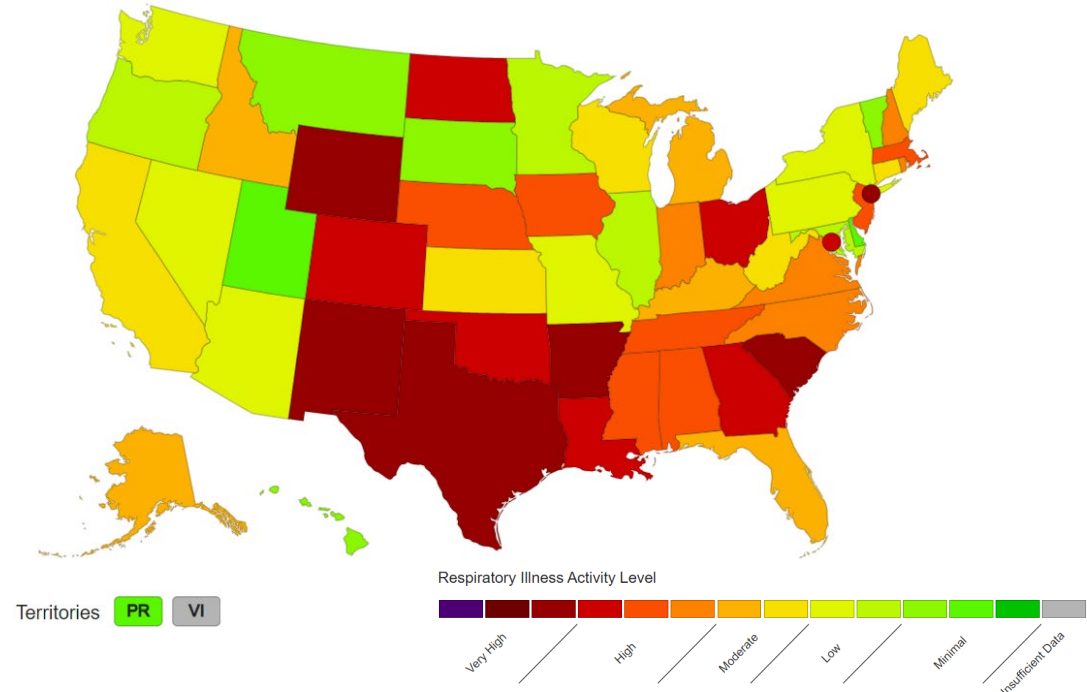 Respiratory Illness Activity Level
Territories PR VI
Very High
High
Moderate
Low
Minimal
Insufficient Data